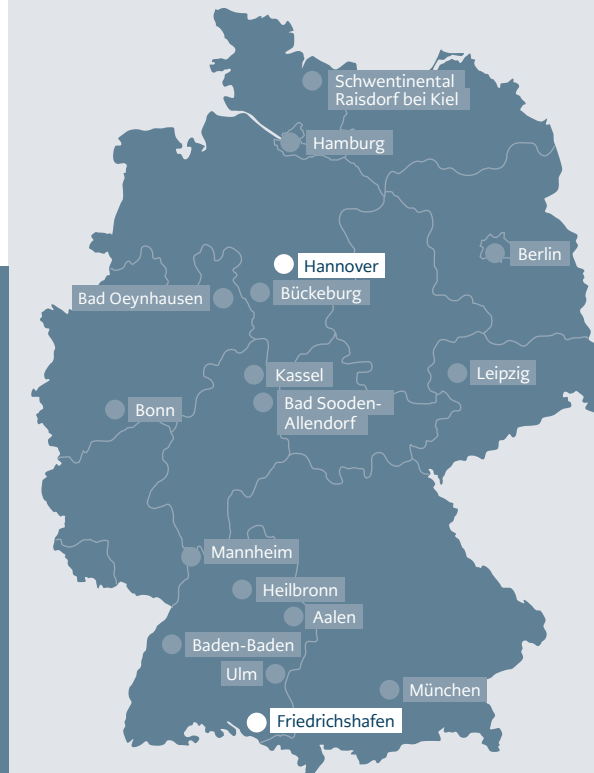 Schwentinental
Raisdorf bei Kiel
Hamburg
Berlin
Hannover
Bückeburg
Bad Oeynhausen
Kassel
Leipzig
Bad Sooden-
Allendorf
Bonn
Mannheim
Heilbronn
Aalen
Baden-Baden
Ulm
München
Friedrichshafen